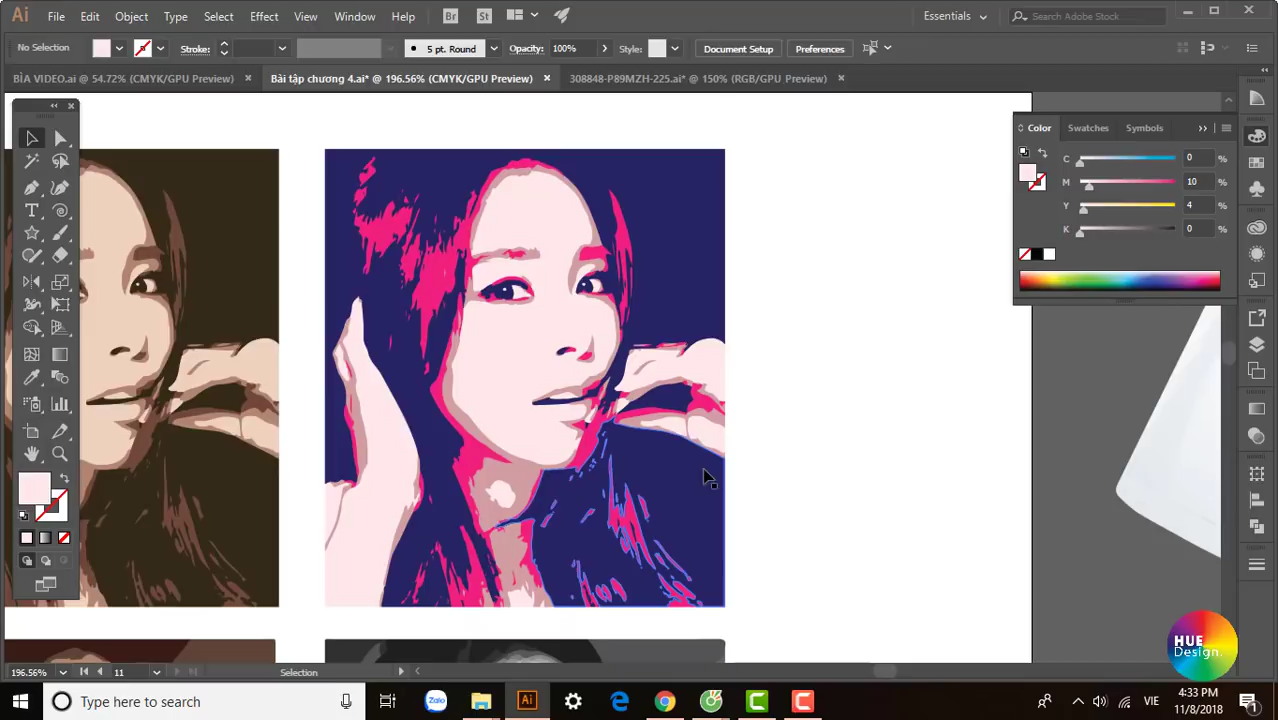 Ai File Edit Object Type Select Effect View Window Help Br St Essentials Search Adobe Stock
No Selection Stroke: 5 pt. Round Opacity: 100% Style: Document Setup Preferences
BÌA VIDEO.ai @ 54.72% (CMYK/GPU Preview) × Bài tập chương 4.ai* @ 196.56% (CMYK/GPU Preview) × 308848-P89MZH-225.ai* @ 150% (RGB/GPU Preview) ×
Color Swatches Symbols
C 0 %
M 10 %
Y 4 %
K 0 %
HUE
Design.
196.56% 11 Selection
Type here to search Zalo Ai VIE 4:33 PM
11/8/2018 1